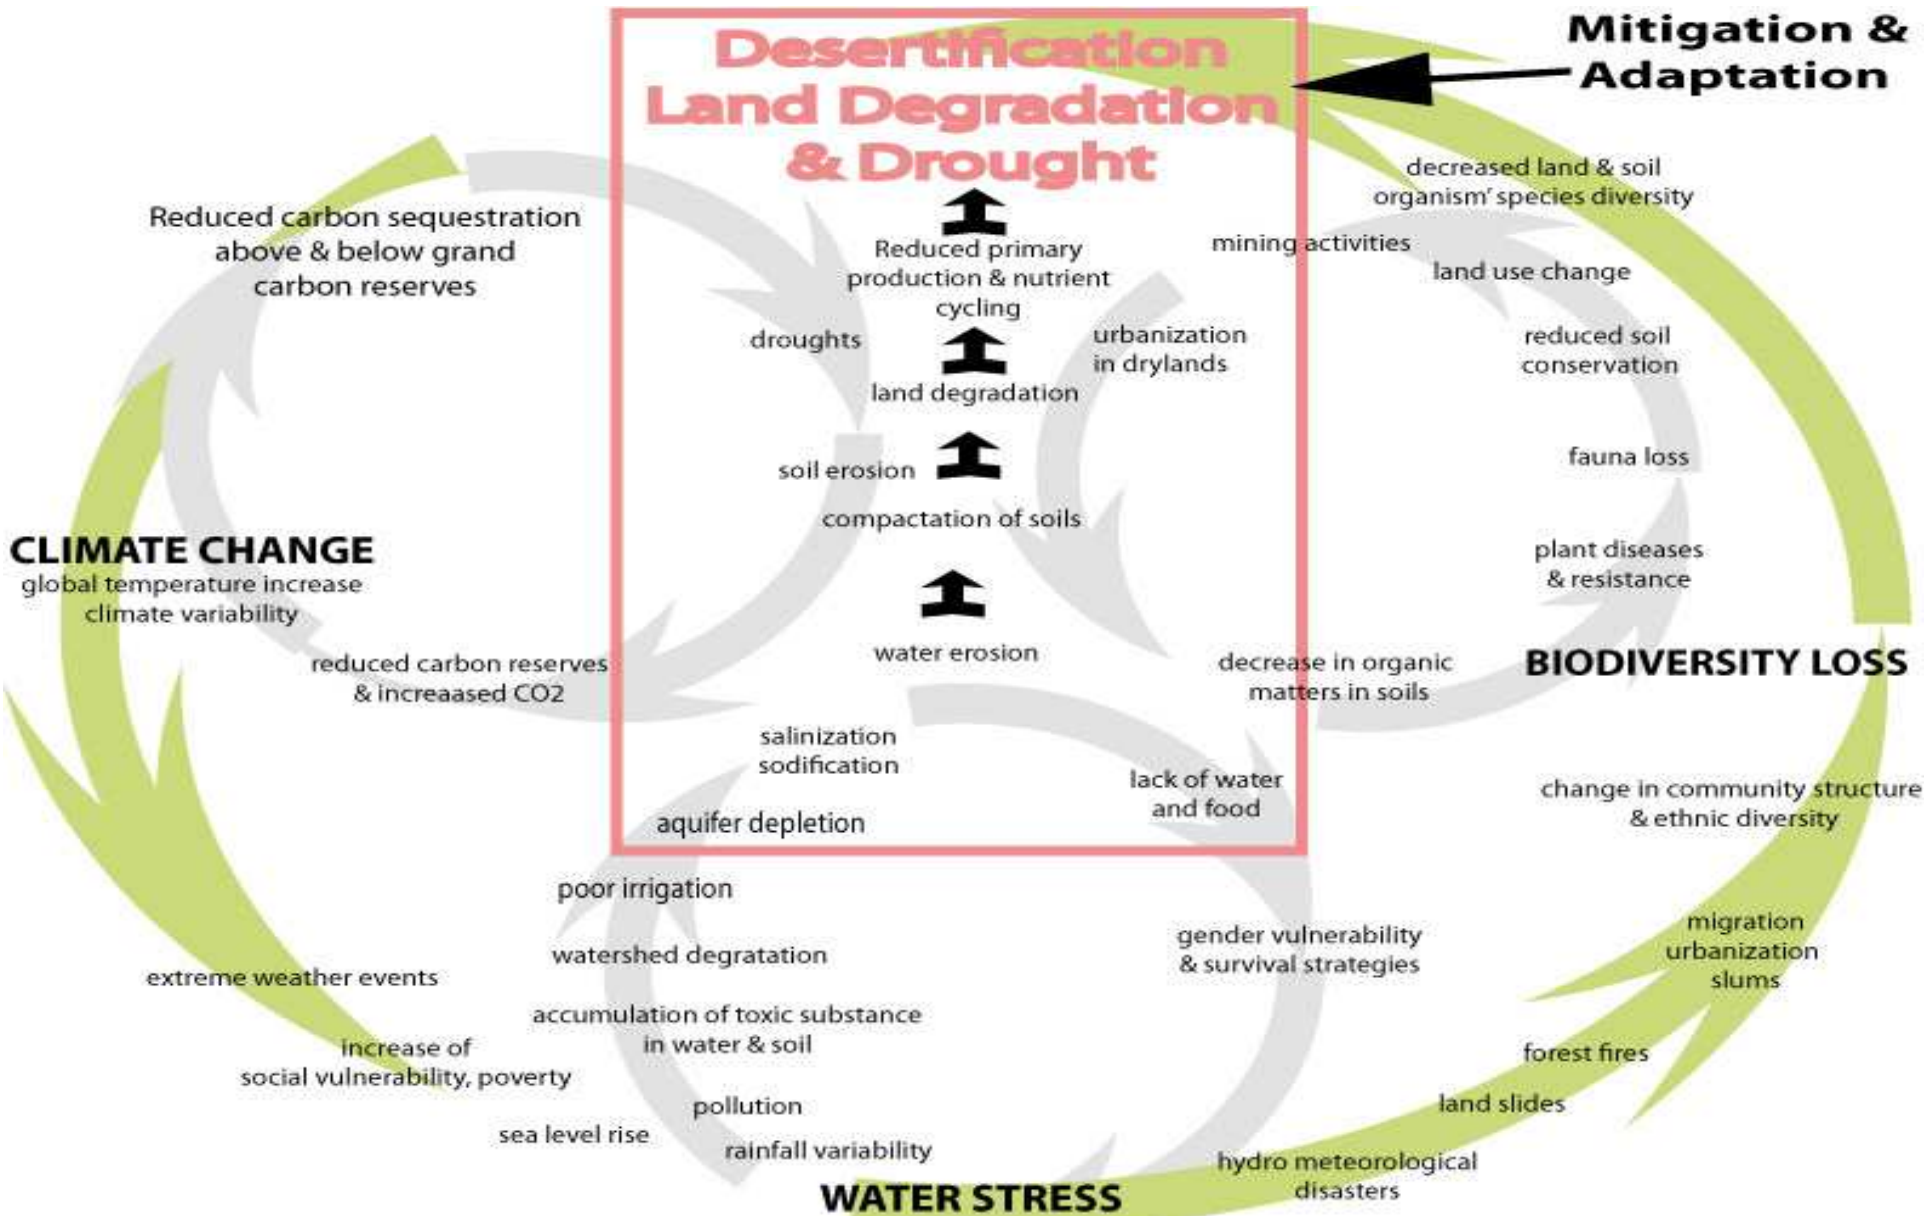 Desertification
Land Degradation
& Drought
Mitigation &
Adaptation
decreased land & soil
organism' species diversity
Reduced carbon sequestration
above & below grand
carbon reserves
Reduced primary
production & nutrient
cycling
mining activities
land use change
droughts
urbanization
in drylands
reduced soil
conservation
land degradation
soil erosion
fauna loss
compactation of soils
CLIMATE CHANGE
global temperature increase
climate variability
plant diseases
& resistance
reduced carbon reserves
& increaased CO2
water erosion
decrease in organic
matters in soils
BIODIVERSITY LOSS
salinization
sodification
lack of water
and food
change in community structure
& ethnic diversity
aquifer depletion
poor irrigation
watershed degratation
gender vulnerability
& survival strategies
migration
urbanization
slums
extreme weather events
accumulation of toxic substance
in water & soil
increase of
social vulnerability, poverty
forest fires
land slides
pollution
sea level rise
rainfall variability
hydro meteorological
disasters
WATER STRESS